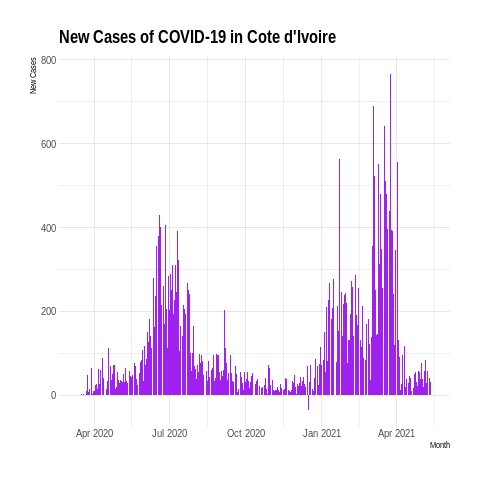 New Cases of COVID-19 in Cote d'Ivoire
New Cases
800
600
400
200
0
Apr 2020 Jul 2020 Oct 2020 Jan 2021 Apr 2021
Month